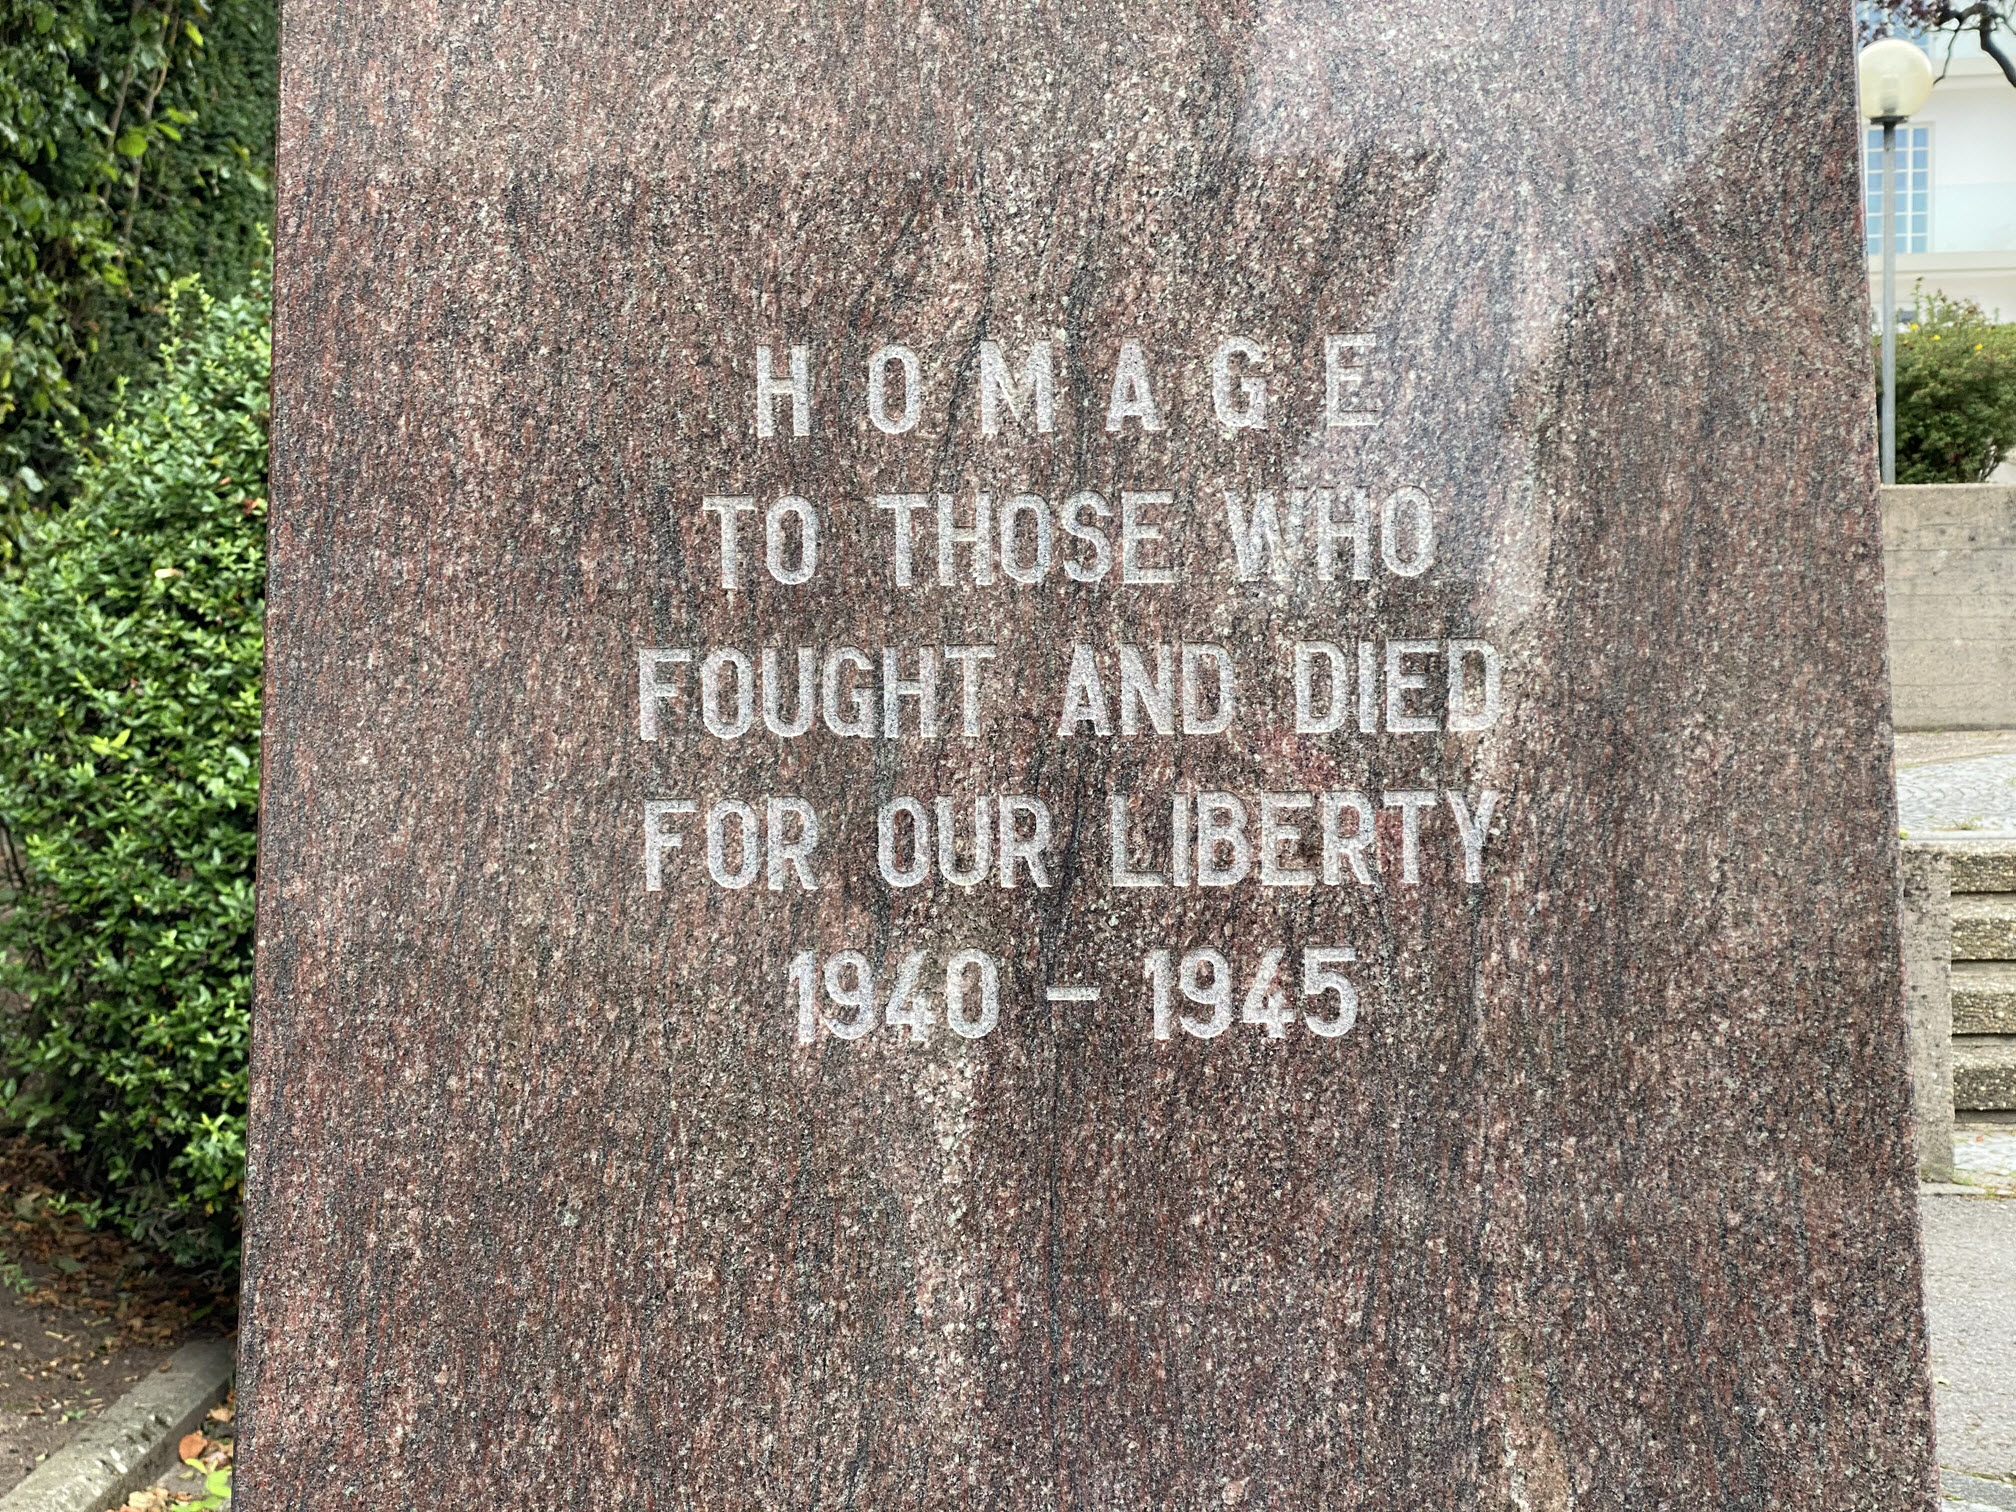 HOMAGE
TO THOSE WHO
FOUGHT AND DIED
FOR OUR LIBERTY
1940 – 1945